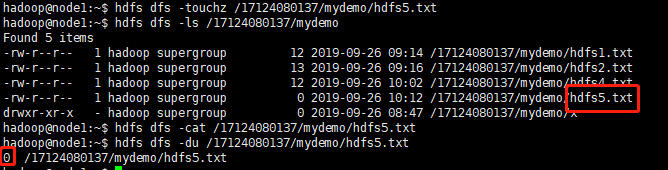 hadoop@node1:~$ hdfs dfs -touchz /17124080137/mydemo/hdfs5.txt
hadoop@node1:~$ hdfs dfs -ls /17124080137/mydemo
Found 5 items
-rw-r--r--   1 hadoop supergroup         12 2019-09-26 09:14 /17124080137/mydemo/hdfs1.txt
-rw-r--r--   1 hadoop supergroup         13 2019-09-26 09:16 /17124080137/mydemo/hdfs2.txt
-rw-r--r--   1 hadoop supergroup         12 2019-09-26 10:02 /17124080137/mydemo/hdfs4.txt
-rw-r--r--   1 hadoop supergroup          0 2019-09-26 10:12 /17124080137/mydemo/hdfs5.txt
drwxr-xr-x   - hadoop supergroup          0 2019-09-26 08:47 /17124080137/mydemo/x
hadoop@node1:~$ hdfs dfs -cat /17124080137/mydemo/hdfs5.txt
hadoop@node1:~$ hdfs dfs -du /17124080137/mydemo/hdfs5.txt
0  /17124080137/mydemo/hdfs5.txt
hadoop@node1:~$